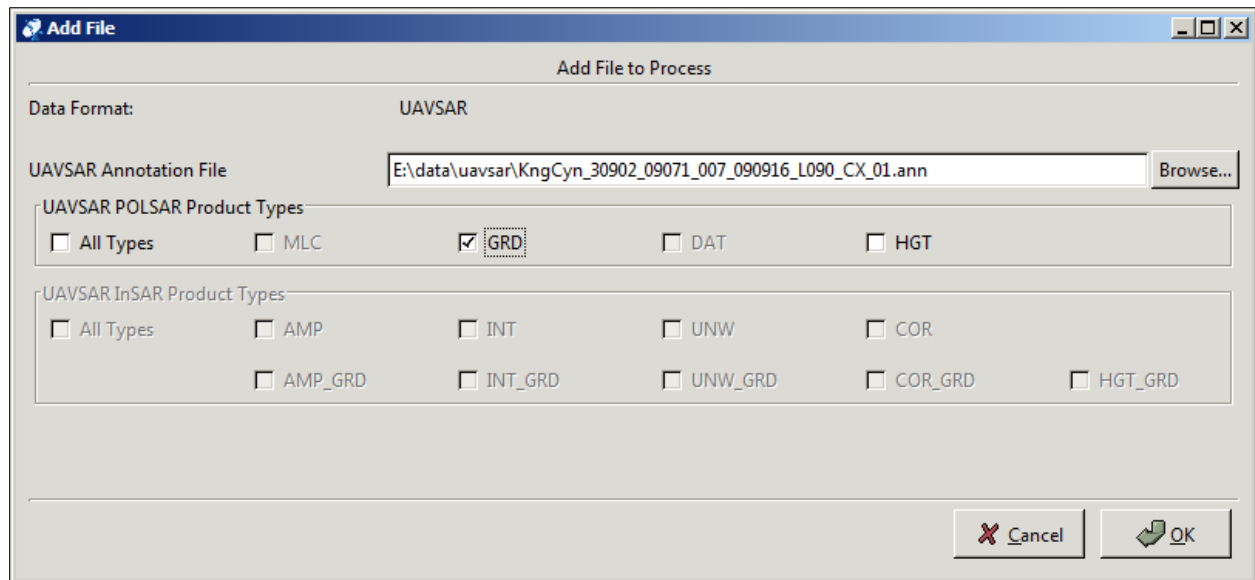 Add File
Add File to Process
Data Format: UAVSAR
UAVSAR Annotation File E:\data\uavsar\KngCyn_30902_09071_007_090916_L090_CX_01.ann Browse...
UAVSAR POLSAR Product Types
All Types MLC GRD DAT HGT
UAVSAR InSAR Product Types
All Types AMP INT UNW COR
AMP_GRD INT_GRD UNW_GRD COR_GRD HGT_GRD
Cancel OK